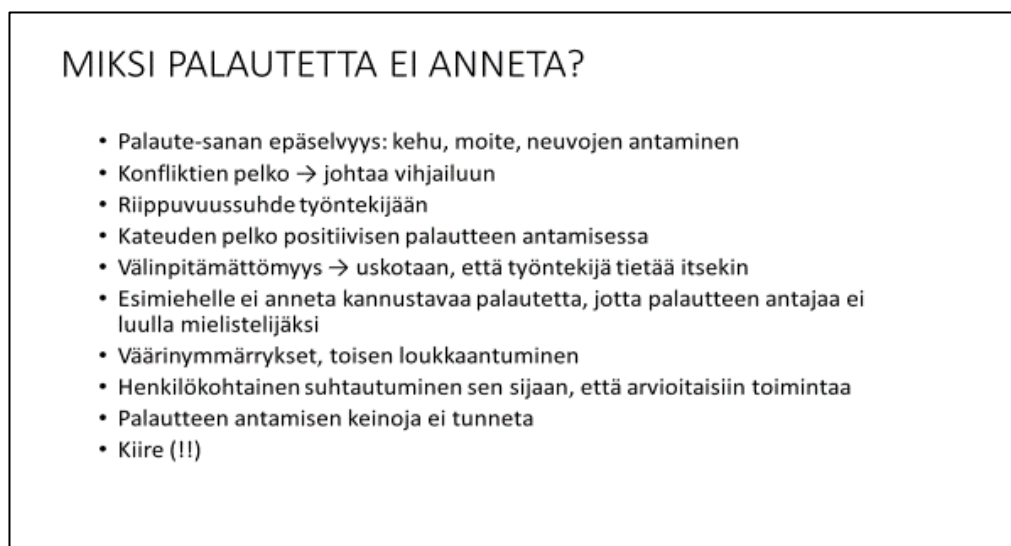 MIKSI PALAUTETTA EI ANNETA?
• Palaute-sanan epäselvyys: kehu, moite, neuvojen antaminen
• Konfliktien pelko → johtaa vihjailuun
• Riippuvuussuhde työntekijään
• Kateuden pelko positiivisen palautteen antamisessa
• Välinpitämättömyys → uskotaan, että työntekijä tietää itsekin
• Esimiehelle ei anneta kannustavaa palautetta, jotta palautteen antajaa ei
luulla mielistelijäksi
• Väärinymmärrykset, toisen loukkaantuminen
• Henkilökohtainen suhtautuminen sen sijaan, että arvioitaisiin toimintaa
• Palautteen antamisen keinoja ei tunneta
• Kiire (!!)